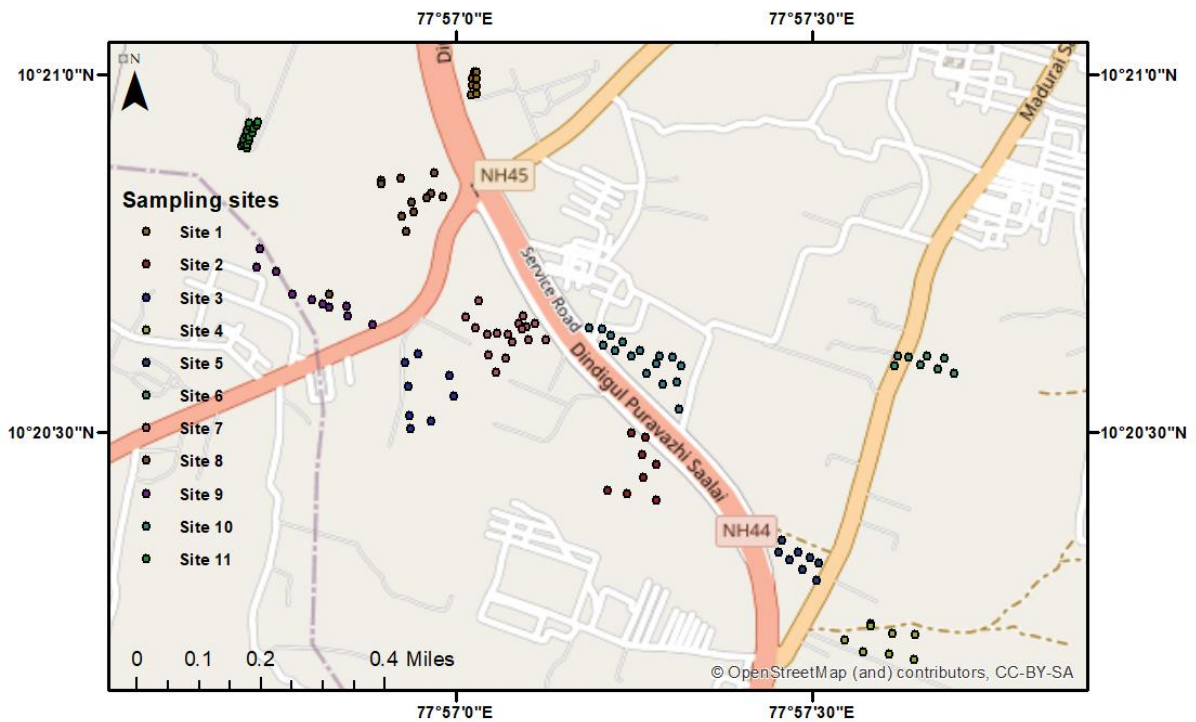 77°57'0"E 77°57'30"E
10°21'0"N
10°21'0"N
N
Di
Madurai Sa
NH45
Sampling sites
Site 1
Site 2
Site 3
Site 4
Site 5
Site 6
Site 7
Site 8
Site 9
Site 10
Site 11
Service Road
Dindigul Puravazhi Saalai
10°20'30"N
10°20'30"N
NH44
0 0.1 0.2 0.4 Miles
© OpenStreetMap (and) contributors, CC-BY-SA
77°57'0"E 77°57'30"E